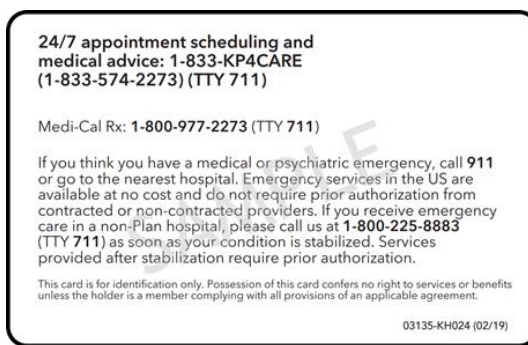 24/7 appointment scheduling and
medical advice: 1-833-KP4CARE
(1-833-574-2273) (TTY 711)
Medi-Cal Rx: 1-800-977-2273 (TTY 711)
If you think you have a medical or psychiatric emergency, call 911
or go to the nearest hospital. Emergency services in the US are
available at no cost and do not require prior authorization from
contracted or non-contracted providers. If you receive emergency
care in a non-Plan hospital, please call us at 1-800-225-8883
(TTY 711) as soon as your condition is stabilized. Services
provided after stabilization require prior authorization.
This card is for identification only. Possession of this card confers no right to services or benefits
unless the holder is a member complying with all provisions of an applicable agreement.
03135-KH024 (02/19)
SAMPLE